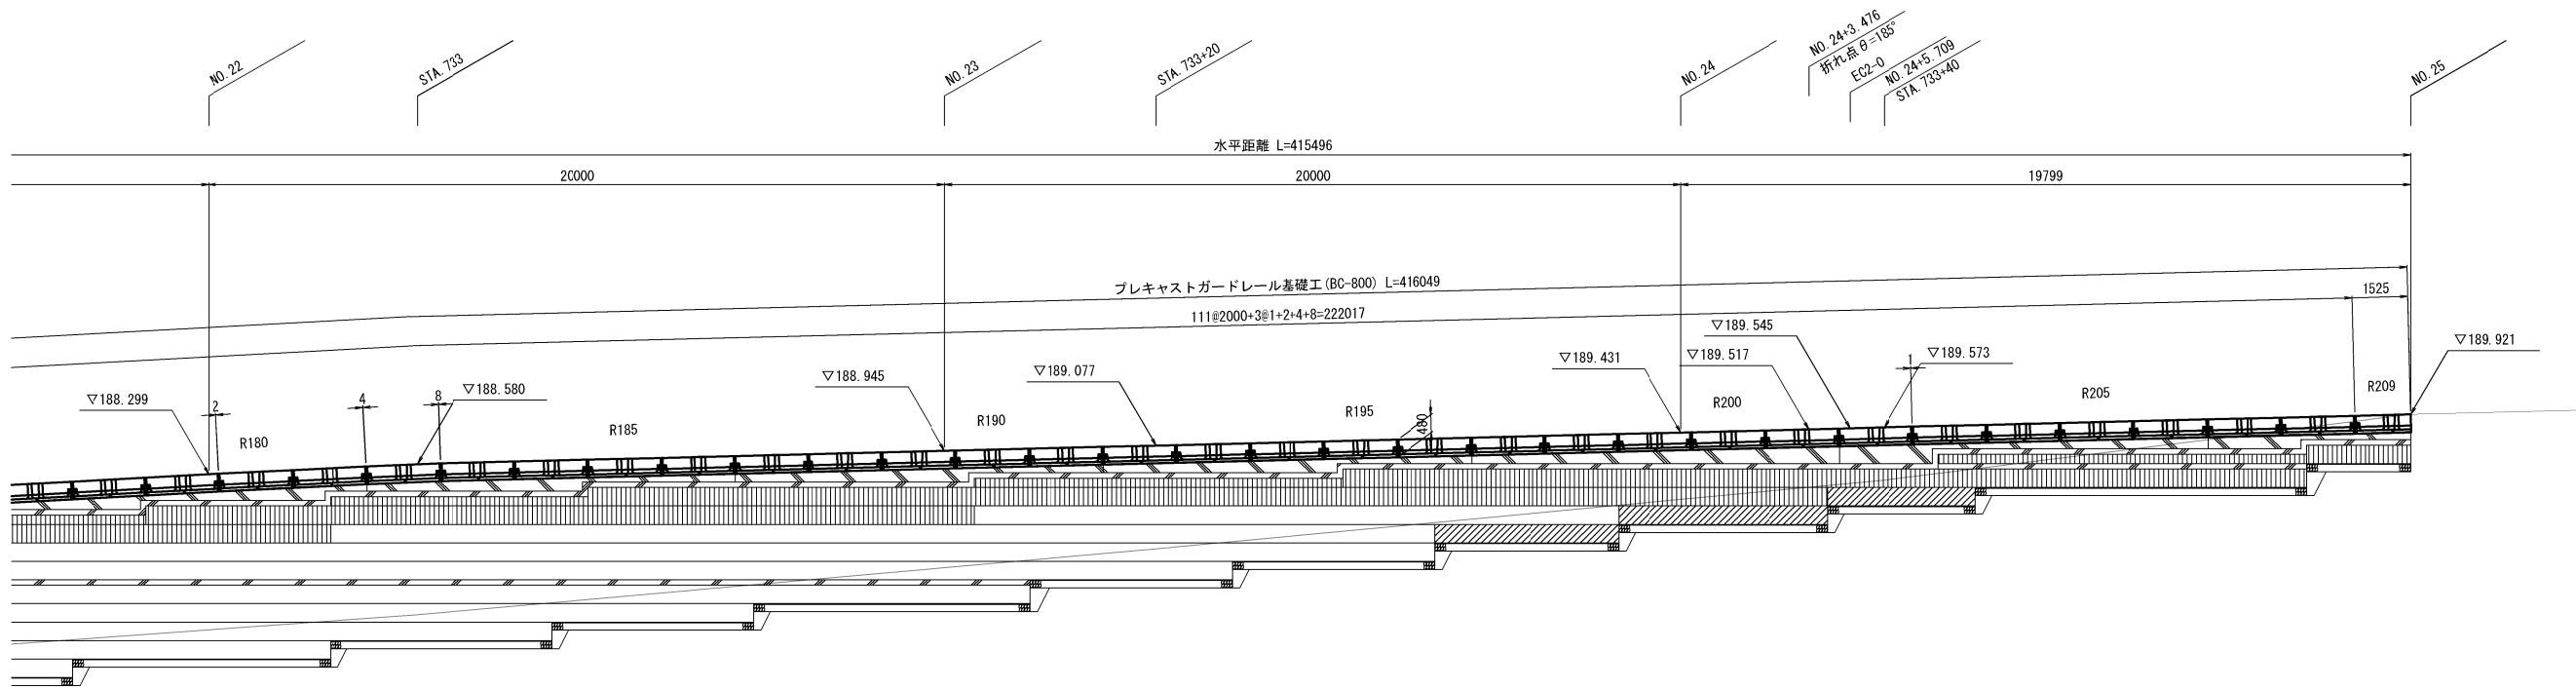 NO.22
STA.733
NO.23
STA.733+20
NO.24
NO.24+3.476
折れ点θ=185°
EC2-0
NO.24+5.709
STA.733+40
NO.25
水平距離 L=415496
20000
20000
19799
プレキャストガードレール基礎工(BC-800) L=416049
1525
111@2000+3@1+2+4+8=222017
▽189.545
▽189.921
▽189.431
▽189.517
1
▽189.573
▽188.945
▽189.077
▽188.299
2
4
8
▽188.580
R209
R205
R200
R195
480
R190
R185
R180